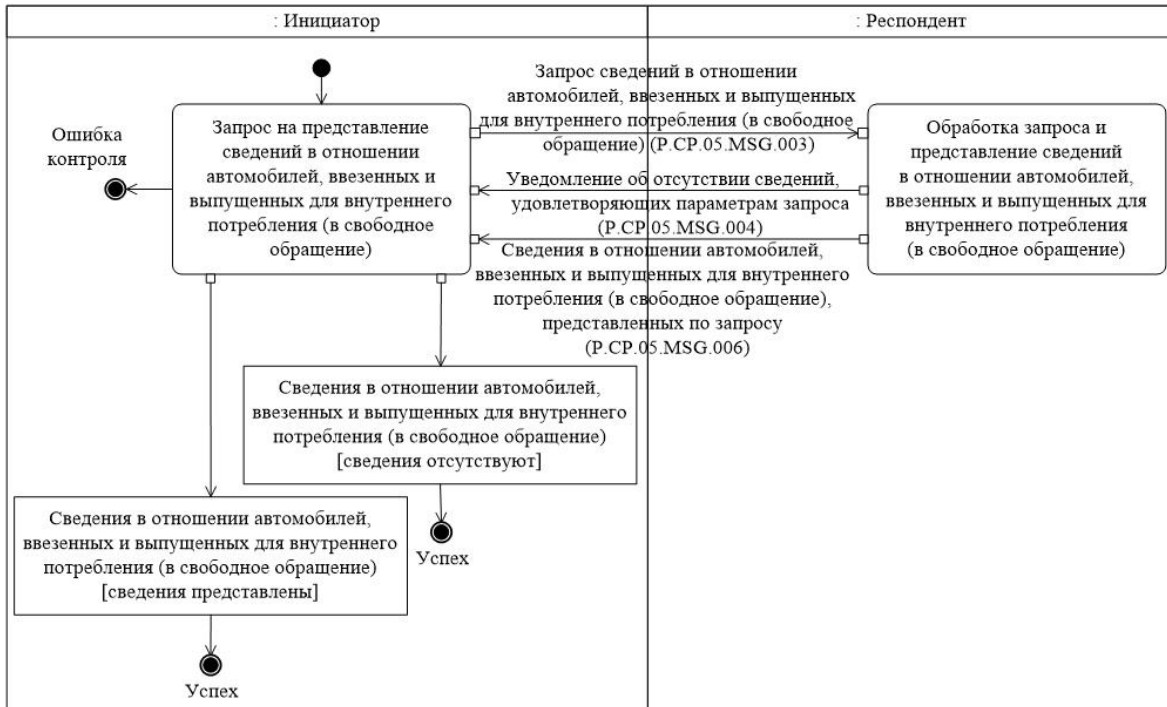 : Инициатор
: Респондент
Ошибка
контроля
Запрос на представление
сведений в отношении
автомобилей, ввезенных и
выпущенных для внутреннего
потребления (в свободное
обращение)
Запрос сведений в отношении
автомобилей, ввезенных и выпущенных
для внутреннего потребления (в свободное
обращение) (P.CP.05.MSG.003)
Уведомление об отсутствии сведений,
удовлетворяющих параметрам запроса
(P.CP.05.MSG.004)
Сведения в отношении автомобилей,
ввезенных и выпущенных для внутреннего
потребления (в свободное обращение),
представленных по запросу
(P.CP.05.MSG.006)
Обработка запроса и
представление сведений
в отношении автомобилей,
ввезенных и выпущенных для
внутреннего потребления
(в свободное обращение)
Сведения в отношении автомобилей,
ввезенных и выпущенных для внутреннего
потребления (в свободное обращение)
[сведения отсутствуют]
Успех
Сведения в отношении автомобилей,
ввезенных и выпущенных для внутреннего
потребления (в свободное обращение)
[сведения представлены]
Успех